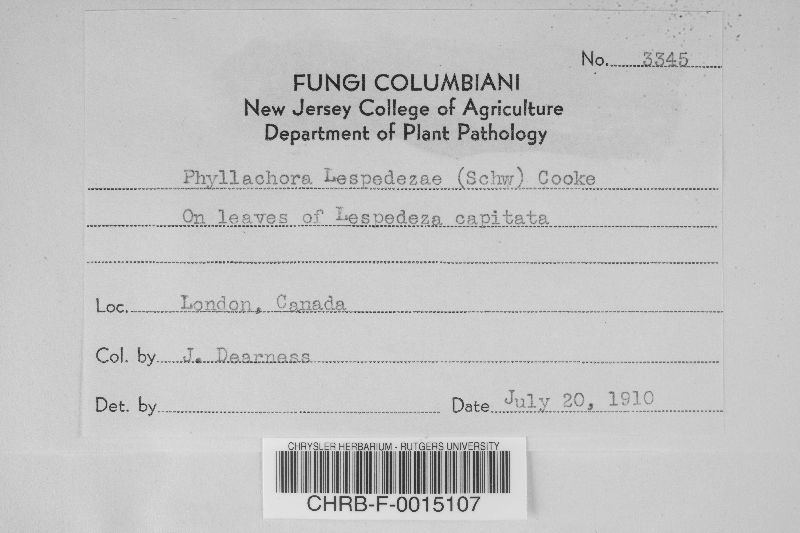 No. 3345
FUNGI COLUMBIANI
New Jersey College of Agriculture
Department of Plant Pathology
Phyllachora Lespedezae (Schw) Cooke
On leaves of Lespedeza capitata
Loc. London, Canada
Col. by J. Dearness
Det. by
Date July 20, 1910
CHRYSLER HERBARIUM - RUTGERS UNIVERSITY
CHRB-F-0015107